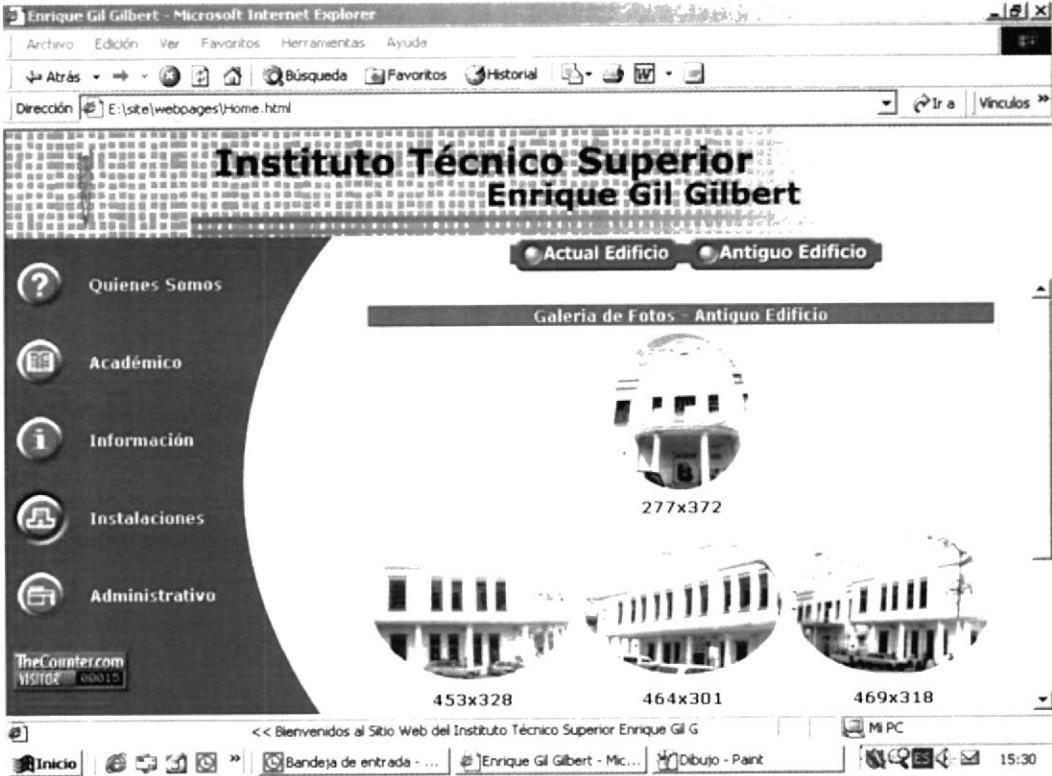 Enrique Gil Gilbert - Microsoft Internet Explorer
Archivo Edición Ver Favoritos Herramientas Ayuda
Atrás Búsqueda Favoritos Historial
Dirección E:\site\webpages\Home.html Ir a Vínculos »
Instituto Técnico Superior
Enrique Gil Gilbert
Actual Edificio Antiguo Edificio
Quienes Somos
Galeria de Fotos - Antiguo Edificio
Académico
Información
277x372
Instalaciones
Administrativo
TheCounter.com
VISITOR 00015
453x328 464x301 469x318
<< Bienvenidos al Sitio Web del Instituto Técnico Superior Enrique Gil G Mi PC
Inicio » Bandeja de entrada - ... Enrique Gil Gilbert - Mic... Dibujo - Paint ES 15:30